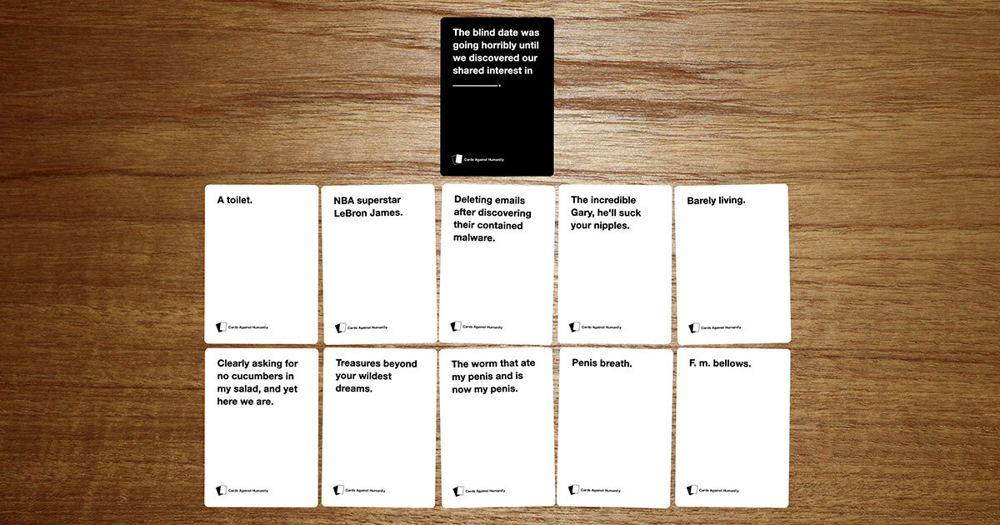 The blind date was
going horribly until
we discovered our
shared interest in
________.
Cards Against Humanity
A toilet.
Cards Against Humanity
NBA superstar
LeBron James.
Cards Against Humanity
Deleting emails
after discovering
their contained
malware.
Cards Against Humanity
The incredible
Gary, he'll suck
your nipples.
Cards Against Humanity
Barely living.
Cards Against Humanity
Clearly asking for
no cucumbers in
my salad, and yet
here we are.
Cards Against Humanity
Treasures beyond
your wildest
dreams.
Cards Against Humanity
The worm that ate
my penis and is
now my penis.
Cards Against Humanity
Penis breath.
Cards Against Humanity
F. m. bellows.
Cards Against Humanity